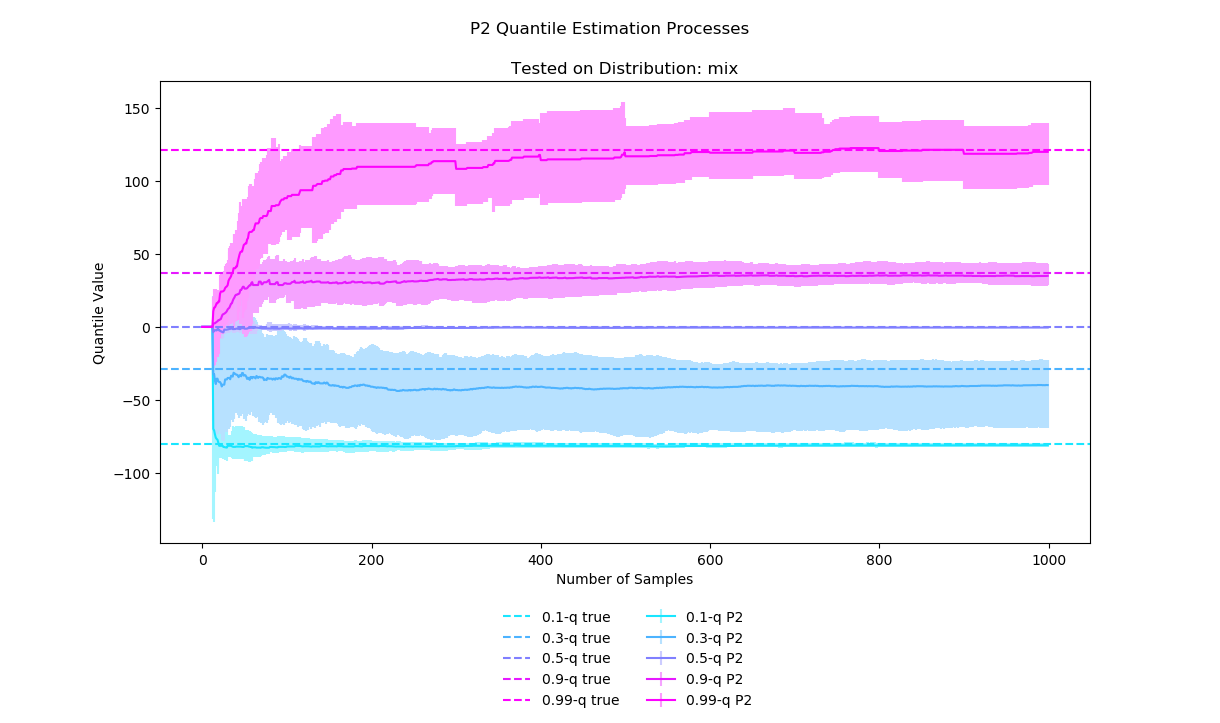 P2 Quantile Estimation Processes
Tested on Distribution: mix
Quantile Value
150
100
50
0
−50
−100
0 200 400 600 800 1000
Number of Samples
0.1-q true
0.3-q true
0.5-q true
0.9-q true
0.99-q true
0.1-q P2
0.3-q P2
0.5-q P2
0.9-q P2
0.99-q P2